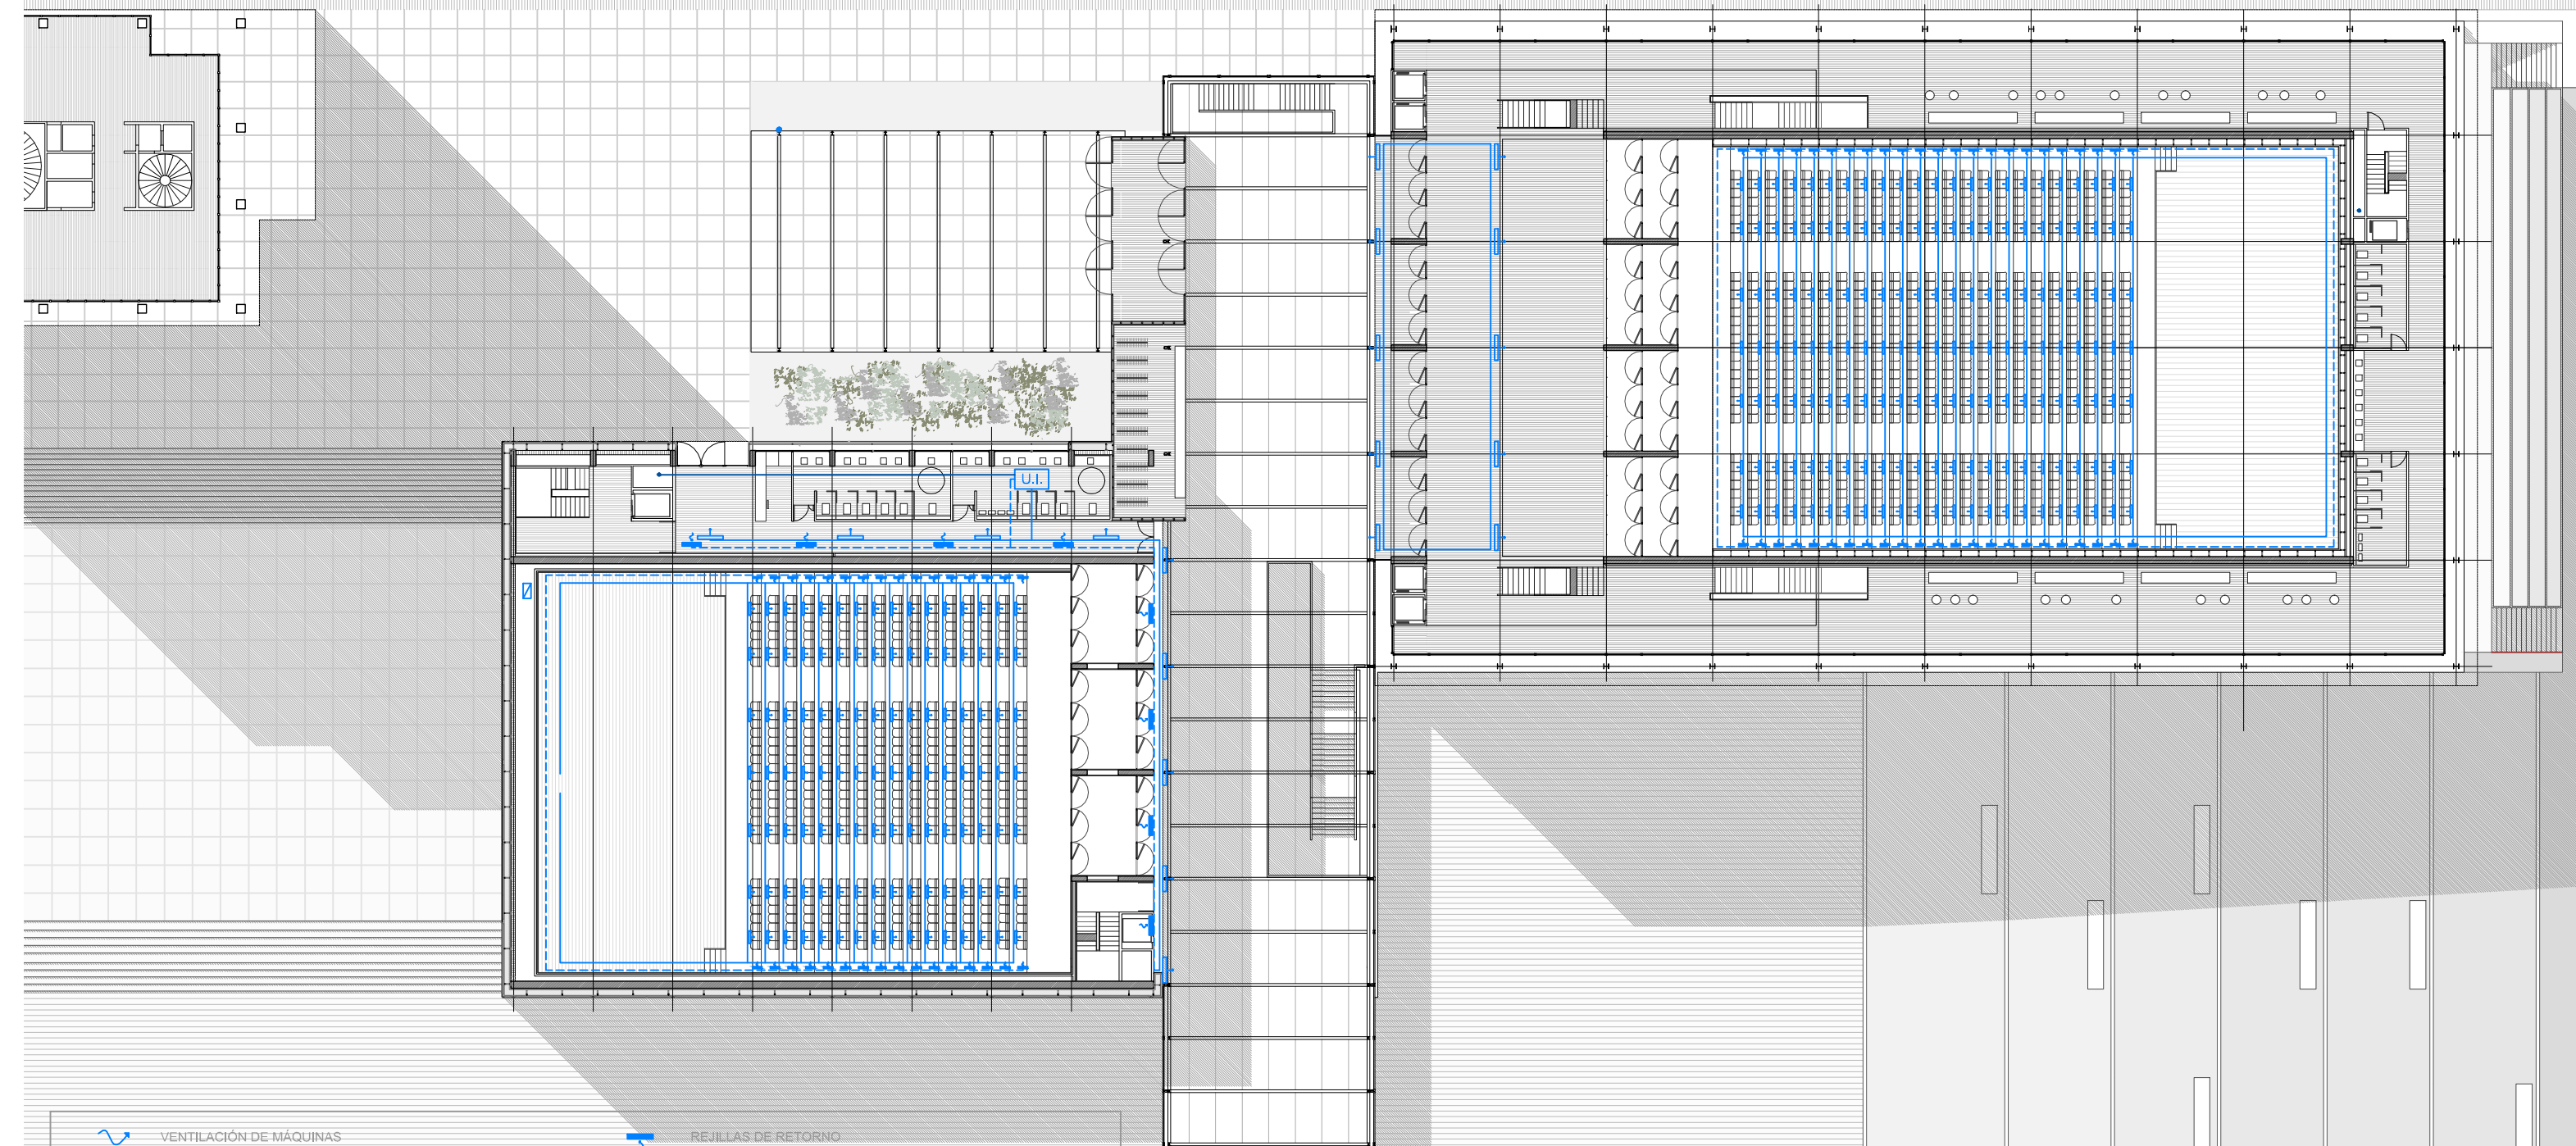 U.I.
VENTILACIÓN DE MÁQUINAS
REJILLAS DE RETORNO